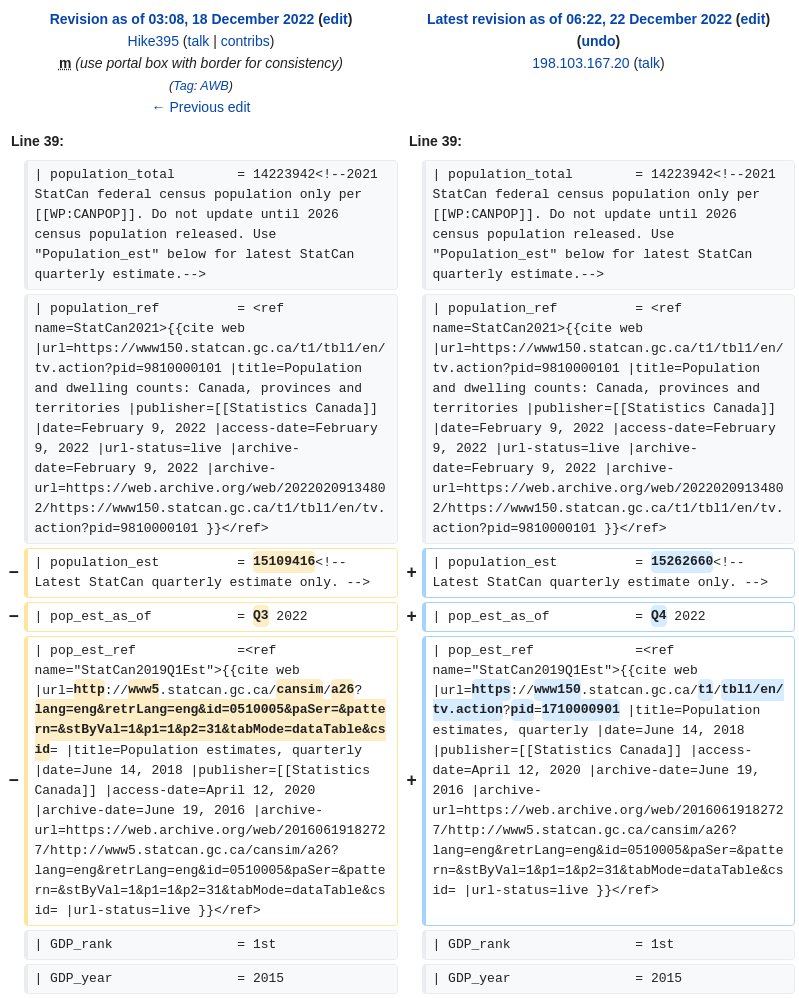 Revision as of 03:08, 18 December 2022 (edit)
Hike395 (talk | contribs)
m (use portal box with border for consistency)
(Tag: AWB)
← Previous edit
Latest revision as of 06:22, 22 December 2022 (edit)
(undo)
198.103.167.20 (talk)
Line 39:
| population_total        = 14223942<!--2021
StatCan federal census population only per
[[WP:CANPOP]]. Do not update until 2026
census population released. Use
"Population_est" below for latest StatCan
quarterly estimate.-->
| population_ref          = <ref
name=StatCan2021>{{cite web
|url=https://www150.statcan.gc.ca/t1/tbl1/en/
tv.action?pid=9810000101 |title=Population
and dwelling counts: Canada, provinces and
territories |publisher=[[Statistics Canada]]
|date=February 9, 2022 |access-date=February
9, 2022 |url-status=live |archive-
date=February 9, 2022 |archive-
url=https://web.archive.org/web/2022020913480
2/https://www150.statcan.gc.ca/t1/tbl1/en/tv.
action?pid=9810000101 }}</ref>
− | population_est          = 15109416<!--
Latest StatCan quarterly estimate only. -->
− | pop_est_as_of           = Q3 2022
− | pop_est_ref             =<ref
name="StatCan2019Q1Est">{{cite web
|url=http://www5.statcan.gc.ca/cansim/a26?
lang=eng&retrLang=eng&id=0510005&paSer=&patte
rn=&stByVal=1&p1=1&p2=31&tabMode=dataTable&cs
id= |title=Population estimates, quarterly
|date=June 14, 2018 |publisher=[[Statistics
Canada]] |access-date=April 12, 2020
|archive-date=June 19, 2016 |archive-
url=https://web.archive.org/web/2016061918272
7/http://www5.statcan.gc.ca/cansim/a26?
lang=eng&retrLang=eng&id=0510005&paSer=&patte
rn=&stByVal=1&p1=1&p2=31&tabMode=dataTable&cs
id= |url-status=live }}</ref>
| GDP_rank                = 1st
| GDP_year                = 2015
Line 39:
| population_total        = 14223942<!--2021
StatCan federal census population only per
[[WP:CANPOP]]. Do not update until 2026
census population released. Use
"Population_est" below for latest StatCan
quarterly estimate.-->
| population_ref          = <ref
name=StatCan2021>{{cite web
|url=https://www150.statcan.gc.ca/t1/tbl1/en/
tv.action?pid=9810000101 |title=Population
and dwelling counts: Canada, provinces and
territories |publisher=[[Statistics Canada]]
|date=February 9, 2022 |access-date=February
9, 2022 |url-status=live |archive-
date=February 9, 2022 |archive-
url=https://web.archive.org/web/2022020913480
2/https://www150.statcan.gc.ca/t1/tbl1/en/tv.
action?pid=9810000101 }}</ref>
+ | population_est          = 15262660<!--
Latest StatCan quarterly estimate only. -->
+ | pop_est_as_of           = Q4 2022
+ | pop_est_ref             =<ref
name="StatCan2019Q1Est">{{cite web
|url=https://www150.statcan.gc.ca/t1/tbl1/en/
tv.action?pid=1710000901 |title=Population
estimates, quarterly |date=June 14, 2018
|publisher=[[Statistics Canada]] |access-
date=April 12, 2020 |archive-date=June 19,
2016 |archive-
url=https://web.archive.org/web/2016061918272
7/http://www5.statcan.gc.ca/cansim/a26?
lang=eng&retrLang=eng&id=0510005&paSer=&patte
rn=&stByVal=1&p1=1&p2=31&tabMode=dataTable&cs
id= |url-status=live }}</ref>
| GDP_rank                = 1st
| GDP_year                = 2015